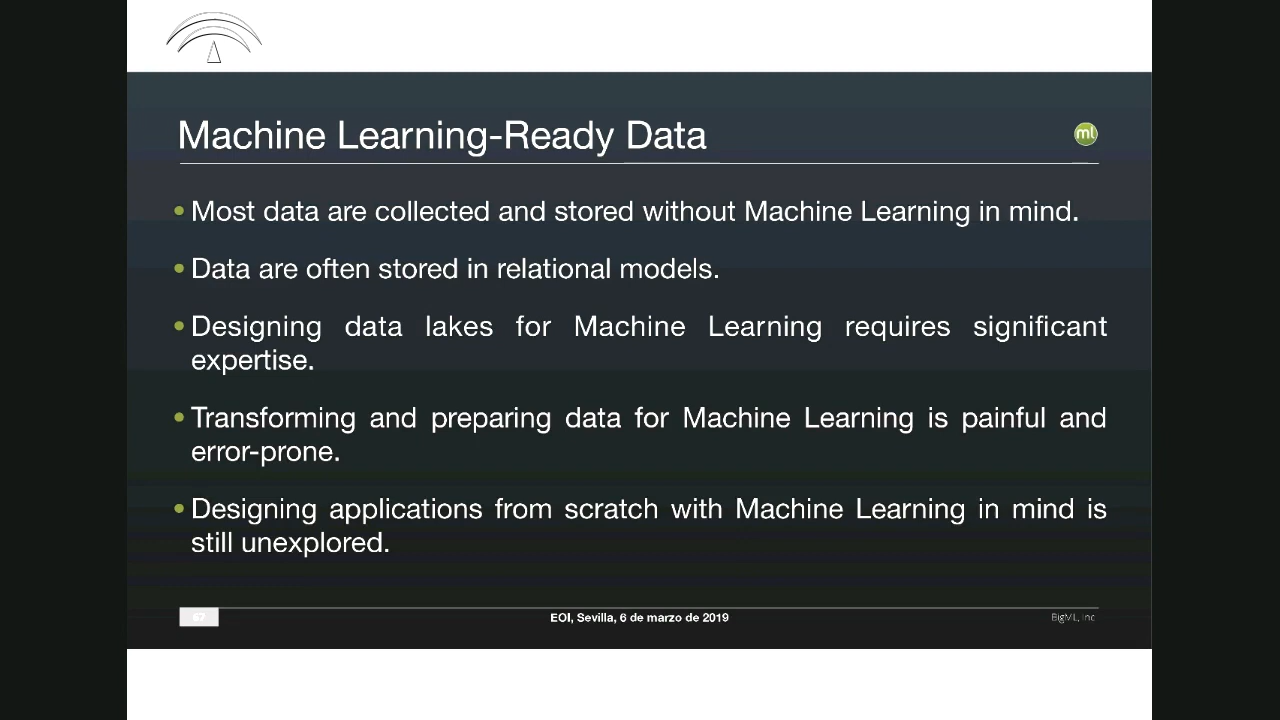 Machine Learning-Ready Data
ml
• Most data are collected and stored without Machine Learning in mind.
• Data are often stored in relational models.
• Designing data lakes for Machine Learning requires significant
expertise.
• Transforming and preparing data for Machine Learning is painful and
error-prone.
• Designing applications from scratch with Machine Learning in mind is
still unexplored.
67
EOI, Sevilla, 6 de marzo de 2019
BigML, Inc